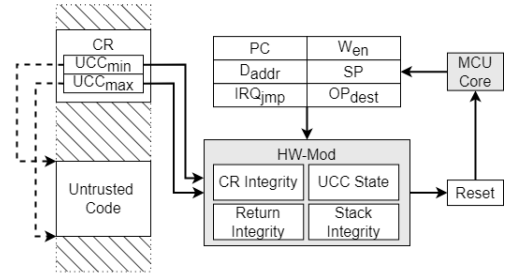 CR
UCCmin
UCCmax
Untrusted
Code
PC
Wen
Daddr
SP
IRQjmp
OPdest
MCU
Core
HW-Mod
CR Integrity
UCC State
Return
Integrity
Stack
Integrity
Reset